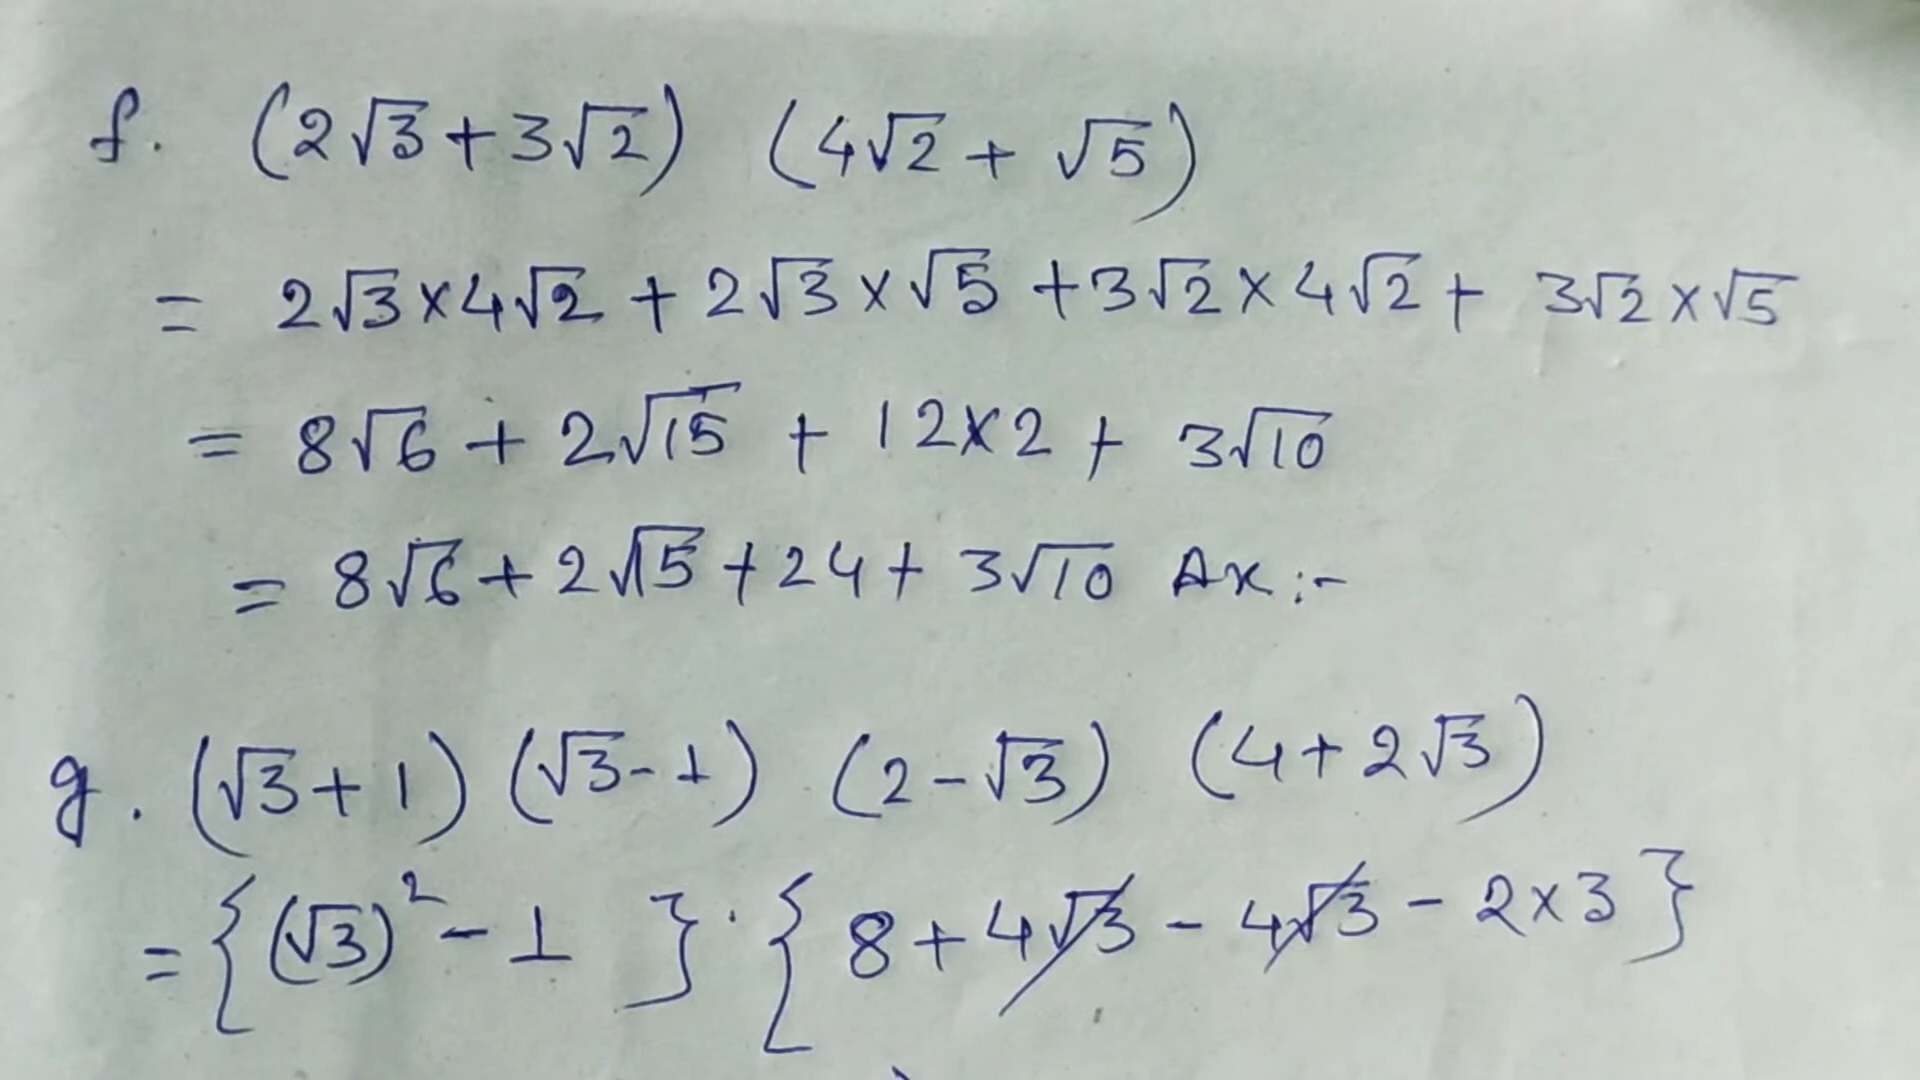 f. (2√3+3√2) (4√2+√5)
= 2√3×4√2 + 2√3×√5 +3√2×4√2 + 3√2×√5
= 8√6 + 2√15 + 12×2 + 3√10
= 8√6+2√15+24+3√10
g. (√3+1) (√3-1) (2-√3) (4+2√3)
= {(√3)²-1}·{8+4√3-4√3-2×3}